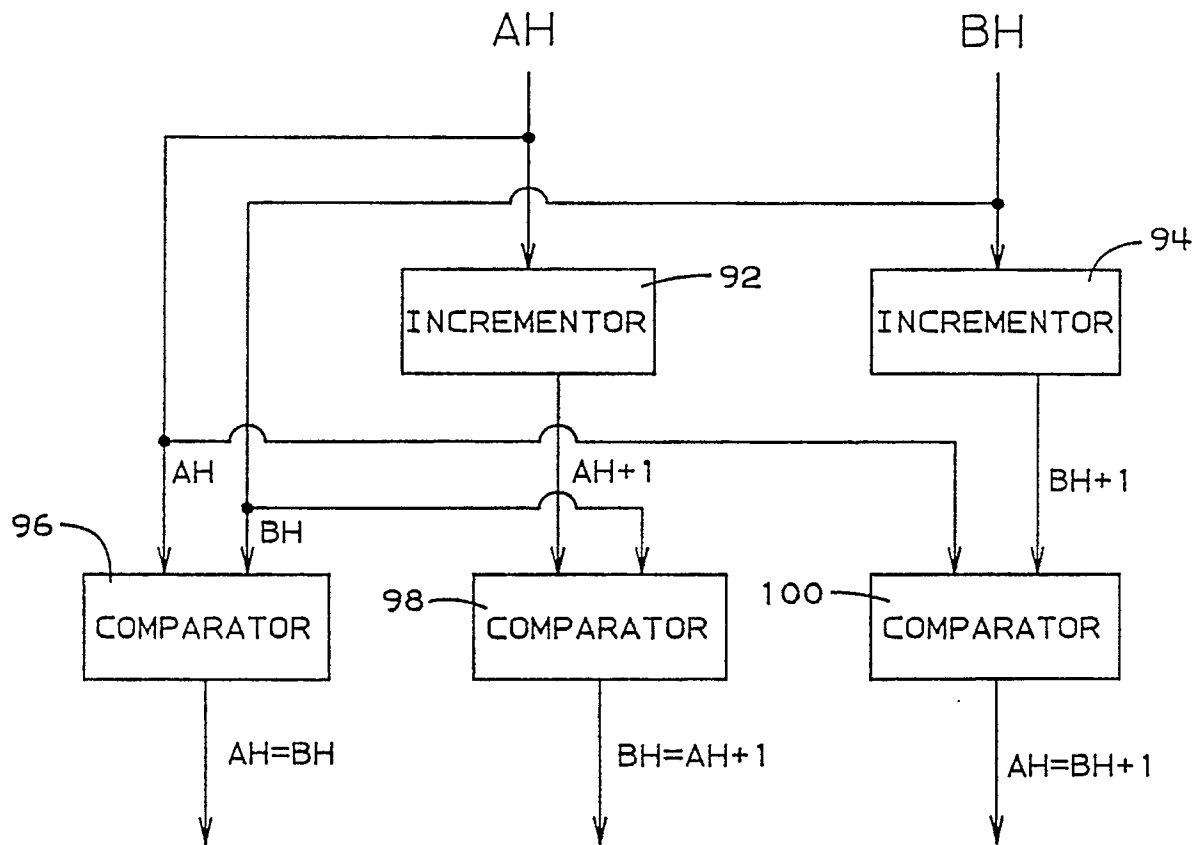 AH
BH
92
94
INCREMENTOR
INCREMENTOR
AH
AH+1
BH+1
96
BH
98
100
COMPARATOR
COMPARATOR
COMPARATOR
AH=BH
BH=AH+1
AH=BH+1